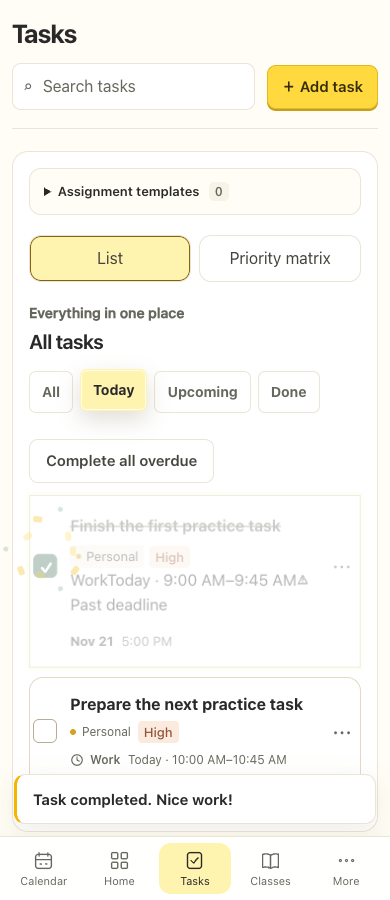 Tasks
Search tasks
+ Add task
Assignment templates 0
List
Priority matrix
Everything in one place
All tasks
All
Today
Upcoming
Done
Complete all overdue
Finish the first practice task
Personal High
WorkToday · 9:00 AM–9:45 AM⚠
Past deadline
Nov 21 5:00 PM
Prepare the next practice task
Personal High
Work Today · 10:00 AM–10:45 AM
Task completed. Nice work!
Calendar
Home
Tasks
Classes
More